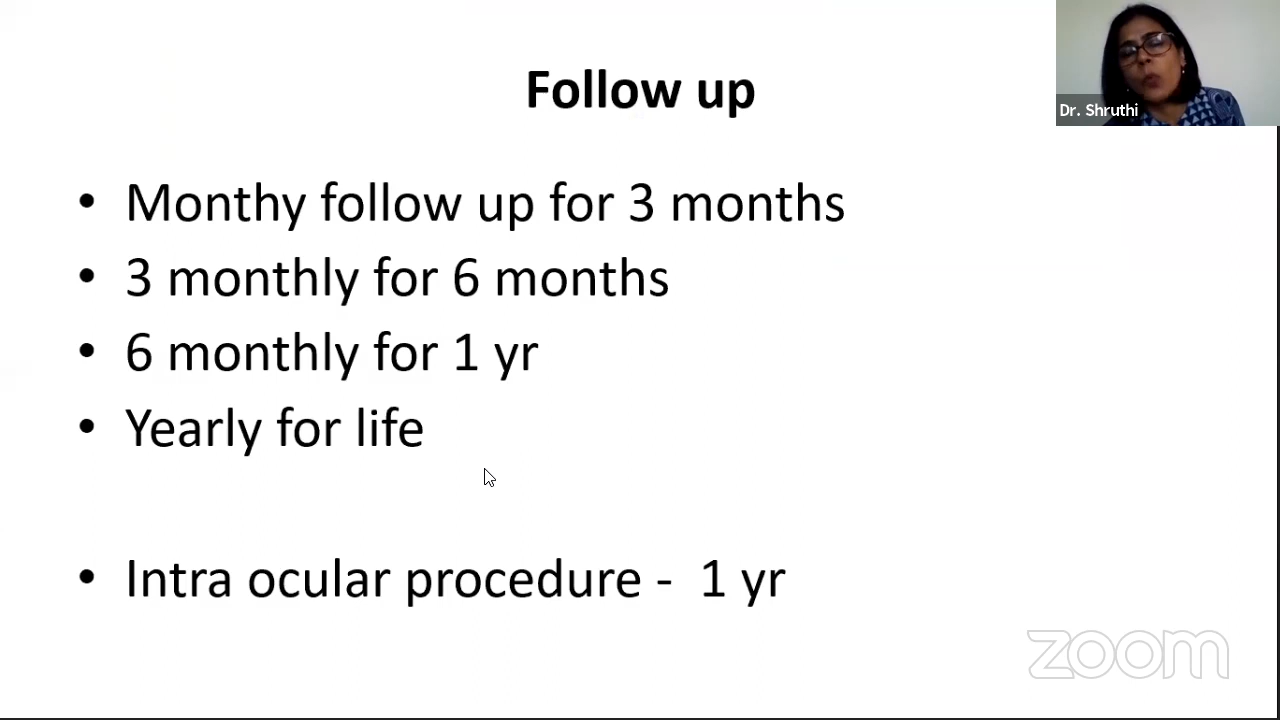 Follow up
Dr. Shruthi
• Monthy follow up for 3 months
• 3 monthly for 6 months
• 6 monthly for 1 yr
• Yearly for life
• Intra ocular procedure - 1 yr
zoom